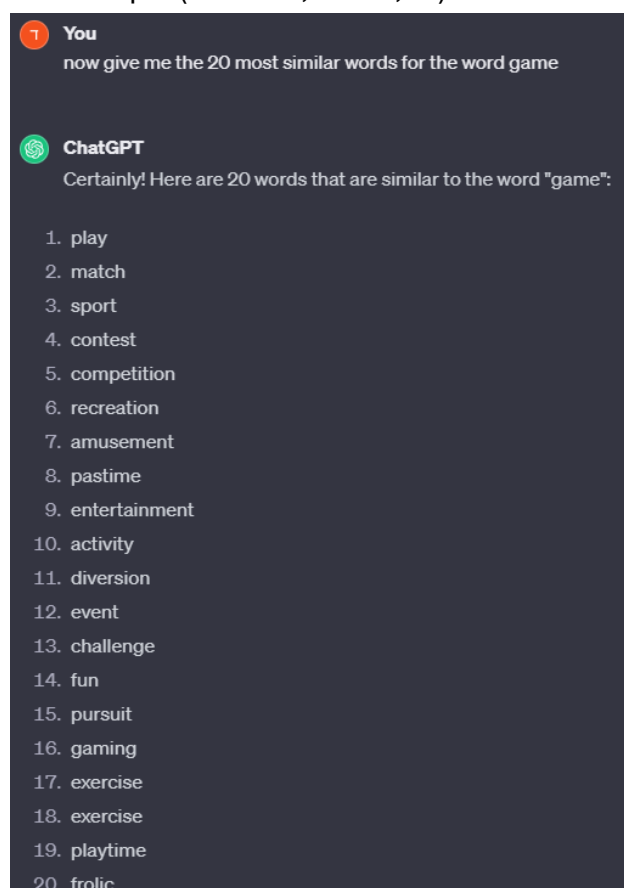 ד You
now give me the 20 most similar words for the word game
ChatGPT
Certainly! Here are 20 words that are similar to the word "game":
1. play
2. match
3. sport
4. contest
5. competition
6. recreation
7. amusement
8. pastime
9. entertainment
10. activity
11. diversion
12. event
13. challenge
14. fun
15. pursuit
16. gaming
17. exercise
18. exercise
19. playtime
20. frolic